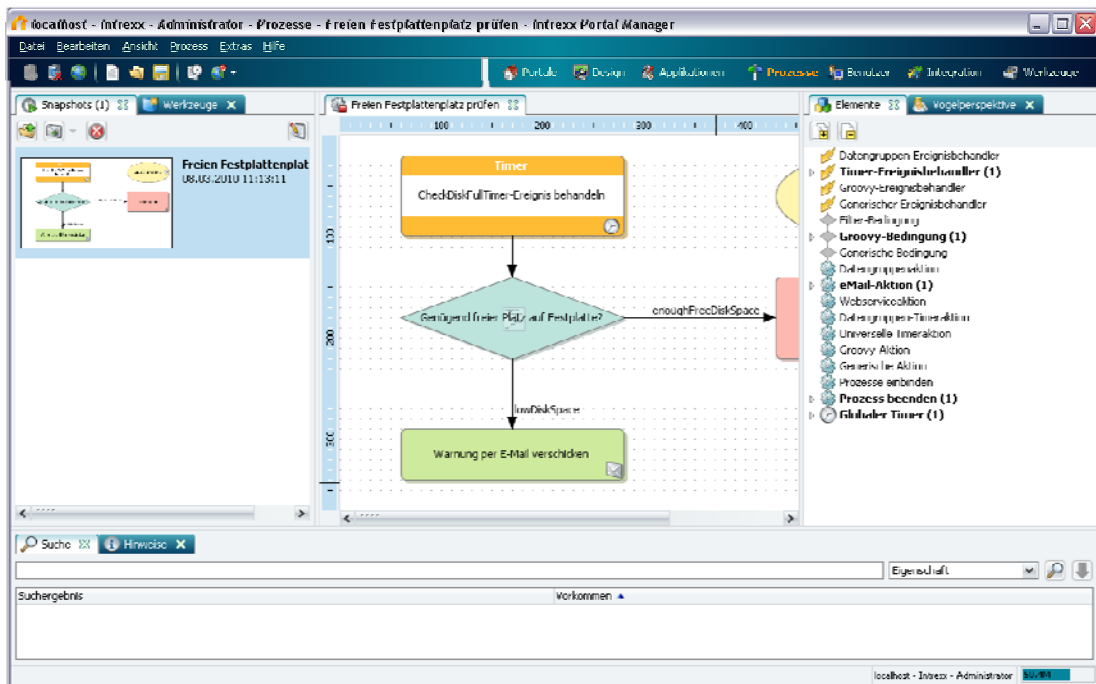 localhost - Intrexx - Administrator - Prozesse - Freien Festplattenplatz prüfen - Intrexx Portal Manager
Datei Bearbeiten Ansicht Prozess Extras Hilfe
Portale Design Applikationen Prozesse Benutzer Integration Werkzeuge
Snapshots (1) Werkzeuge
Freien Festplattenplat
08.03.2010 11:13:11
Freien Festplattenplatz prüfen
100 200 300 400
100
200
300
Timer
CheckDiskFullTimer-Ereignis behandeln
Genügend freier Platz auf Festplatte?
enoughFreeDiskSpace
lowDiskSpace
Warnung per E-Mail verschicken
Elemente Vogelperspektive
Datengruppen Ereignisbehandler
Timer-Ereignisbehandler (1)
Groovy-Ereignisbehandler
Generischer Ereignisbehandler
Filter-Bedingung
Groovy-Bedingung (1)
Generische Bedingung
Datengruppenaktion
eMail-Aktion (1)
Webserviceaktion
Datengruppen-Timeraktion
Universelle Timeraktion
Groovy Aktion
Generische Aktion
Prozesse einbinden
Prozess beenden (1)
Globaler Timer (1)
Suche Hinweise
Eigenschaft
Suchergebnis Vorkommen
localhost - Intrexx - Administrator